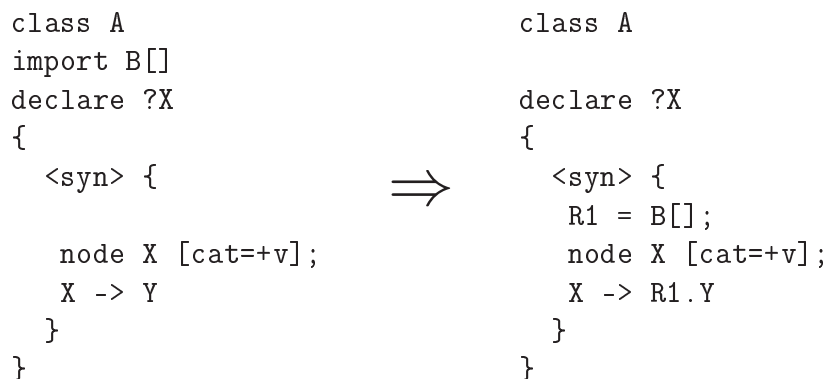 class A
import B[]
declare ?X
{
  <syn> {

   node X [cat=+v];
   X -> Y
  }
}
⇒
class A

declare ?X
{
  <syn> {
   R1 = B[];
   node X [cat=+v];
   X -> R1.Y
  }
}